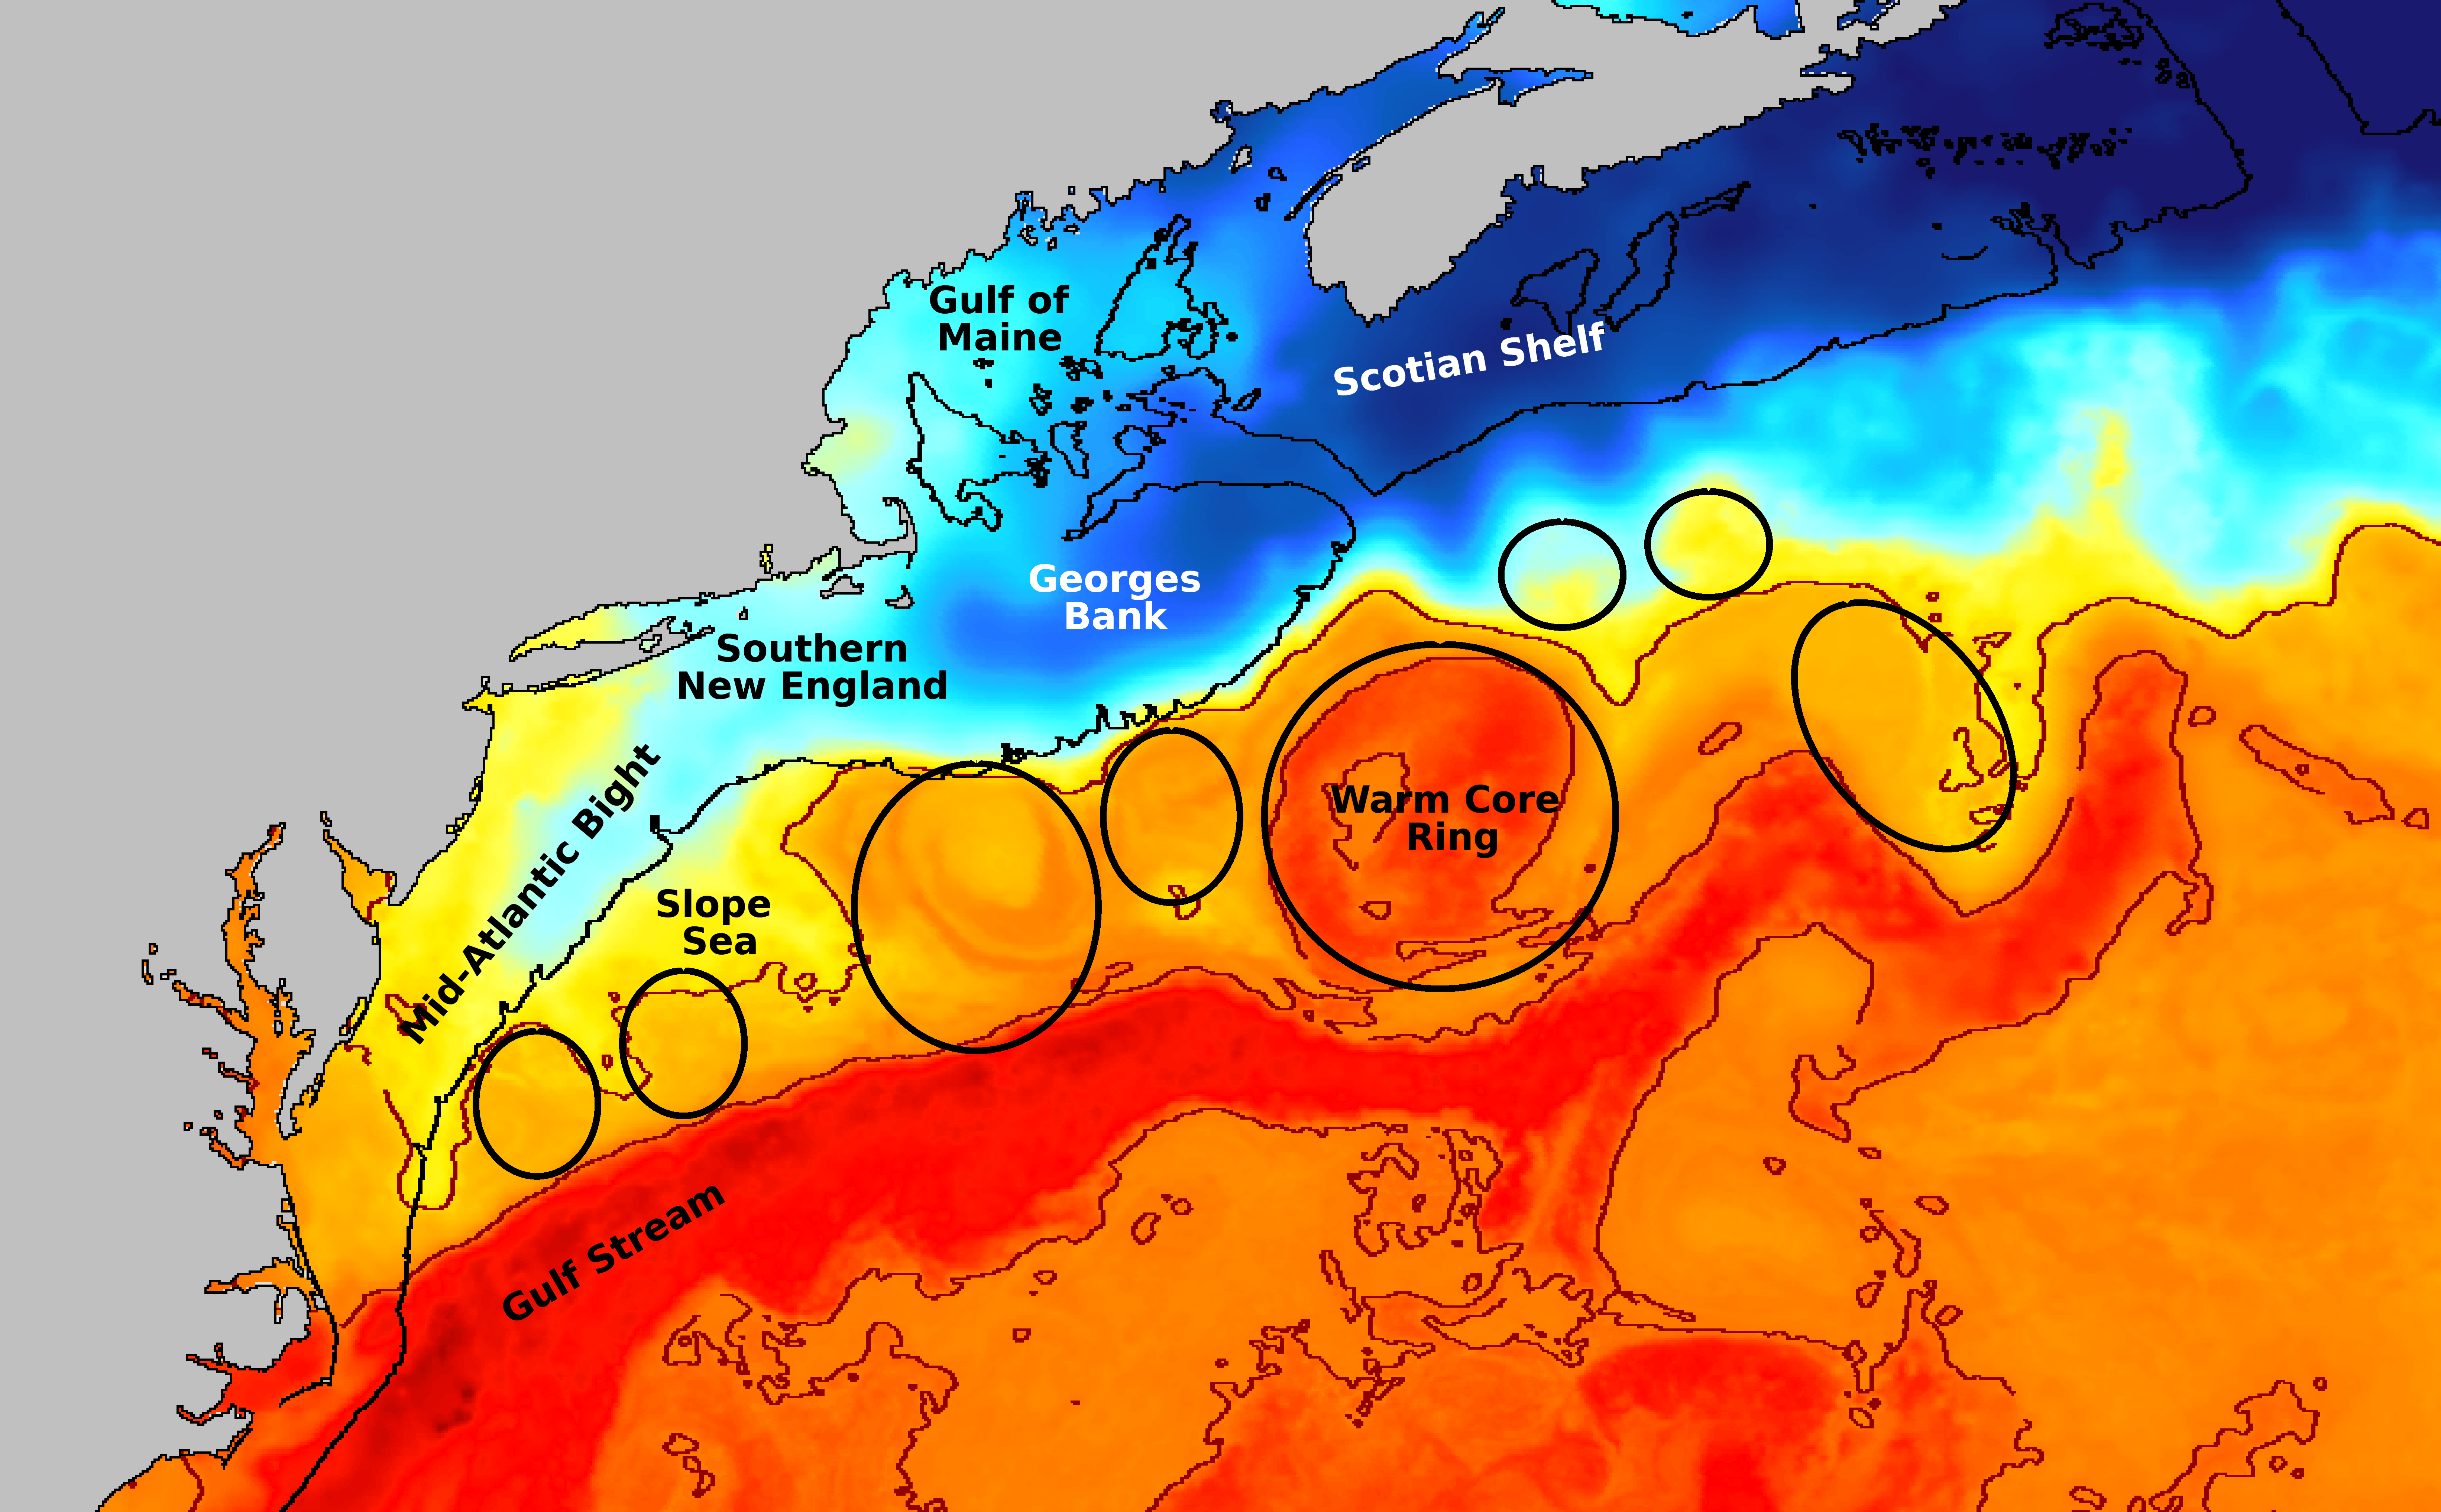 Gulf of
Maine
Scotian Shelf
Georges
Bank
Southern
New England
Mid-Atlantic Bight
Warm Core
Ring
Slope
Sea
Gulf Stream